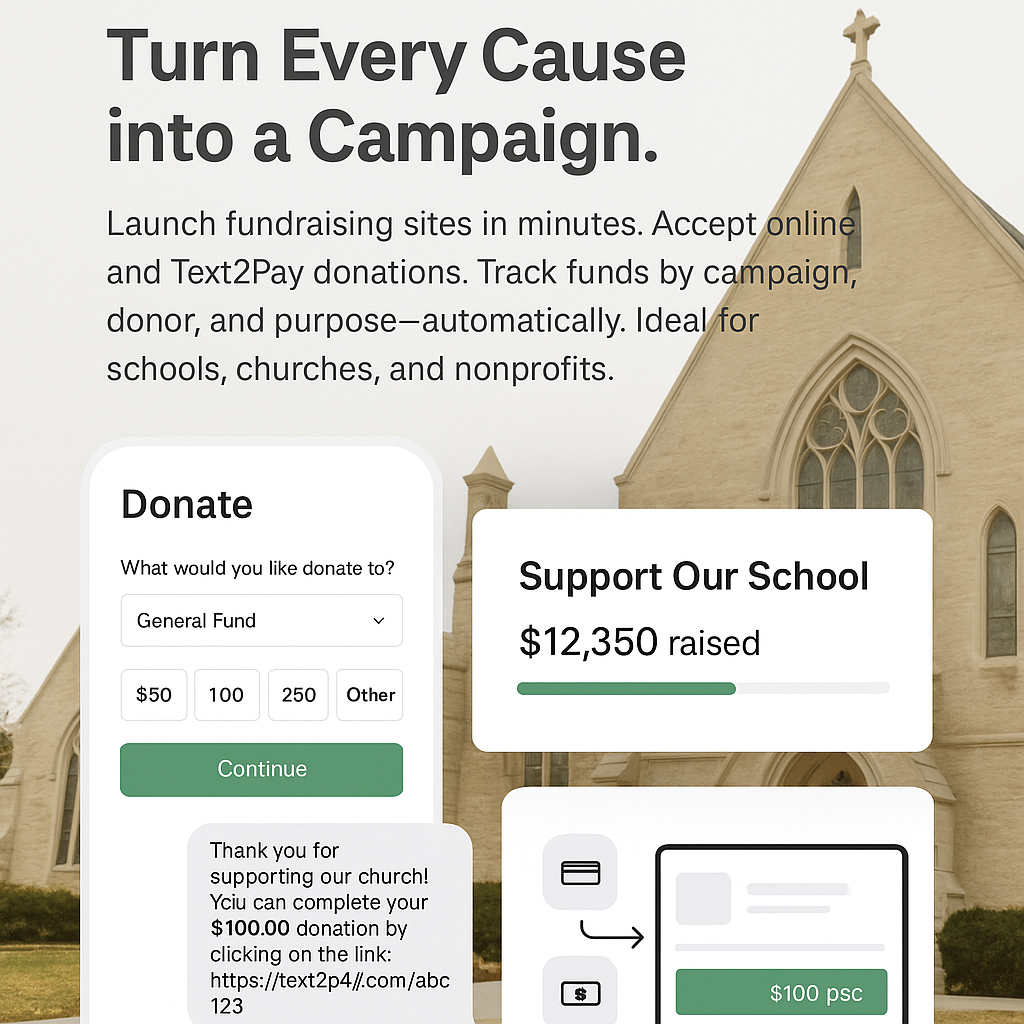 Turn Every Cause
into a Campaign.
Launch fundraising sites in minutes. Accept online
and Text2Pay donations. Track funds by campaign,
donor, and purpose—automatically. Ideal for
schools, churches, and nonprofits.
Donate
What would you like donate to?
General Fund
$50 100 250 Other
Continue
Support Our School
$12,350 raised
Thank you for
supporting our church!
Yciu can complete your
$100.00 donation by
clicking on the link:
https://text2p4//.com/abc
123
$
$100 psc